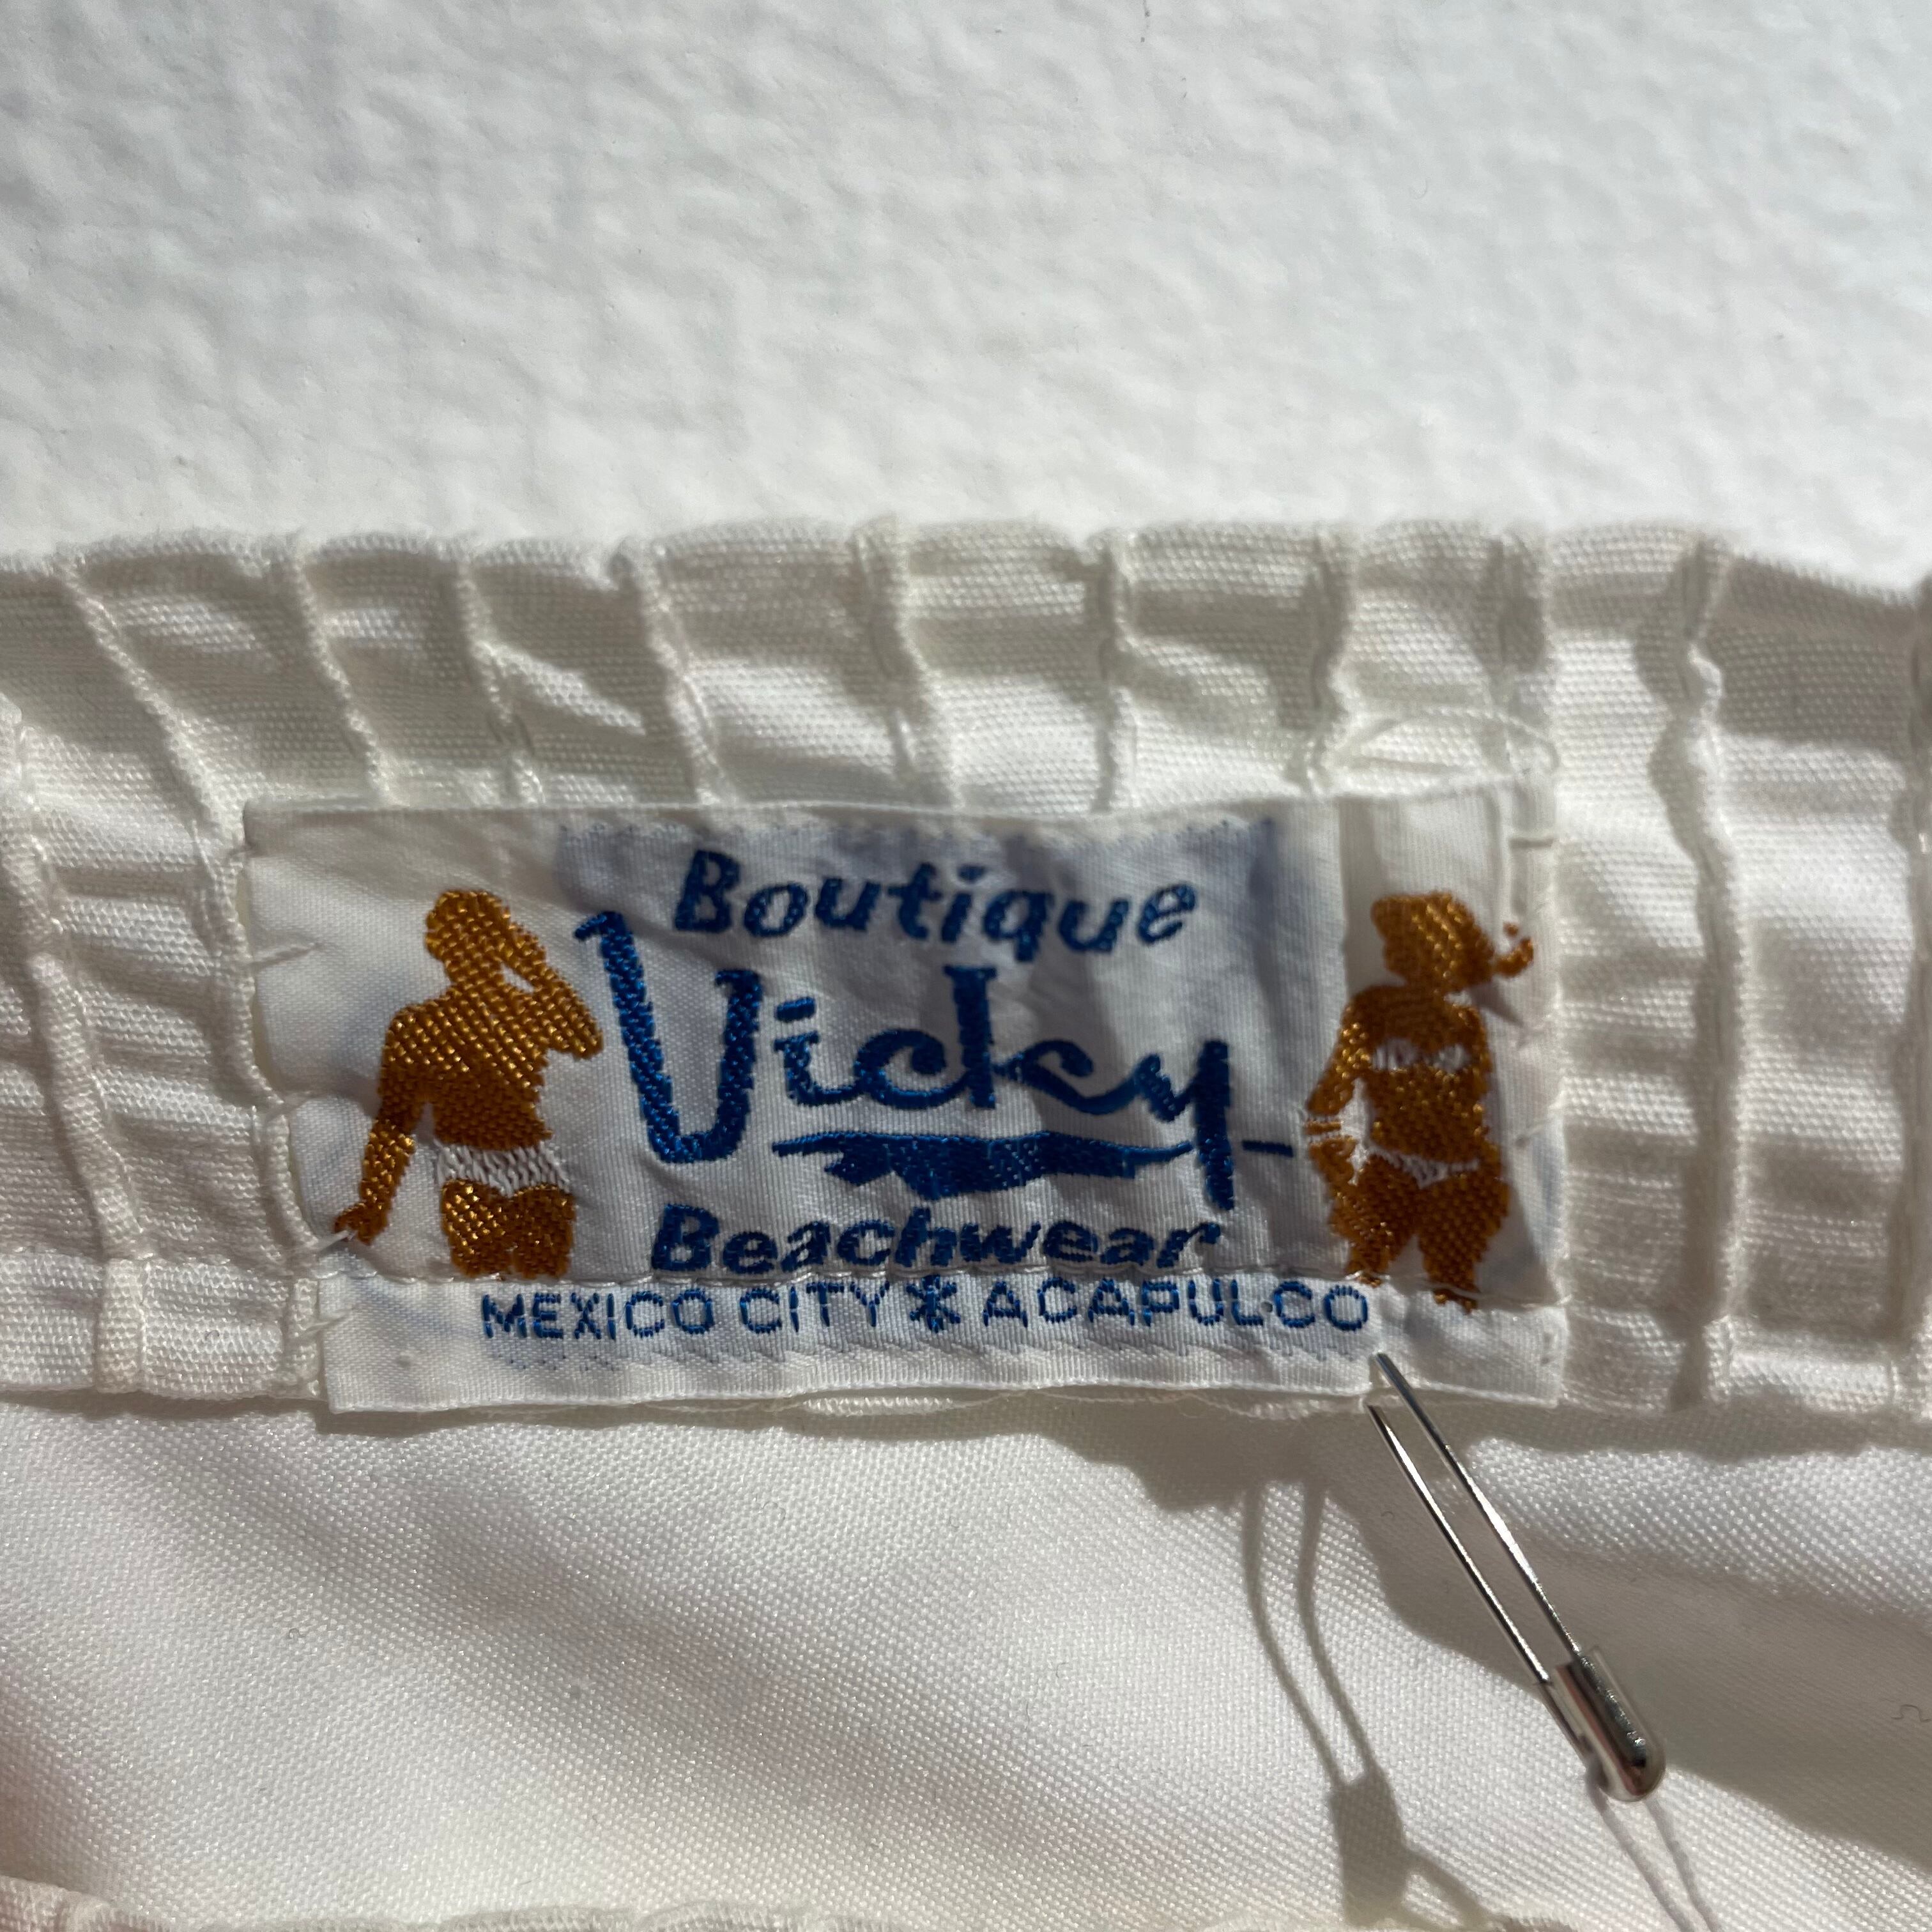 Boutique
Vicky
Beachwear
MEXICO CITY * ACAPULCO